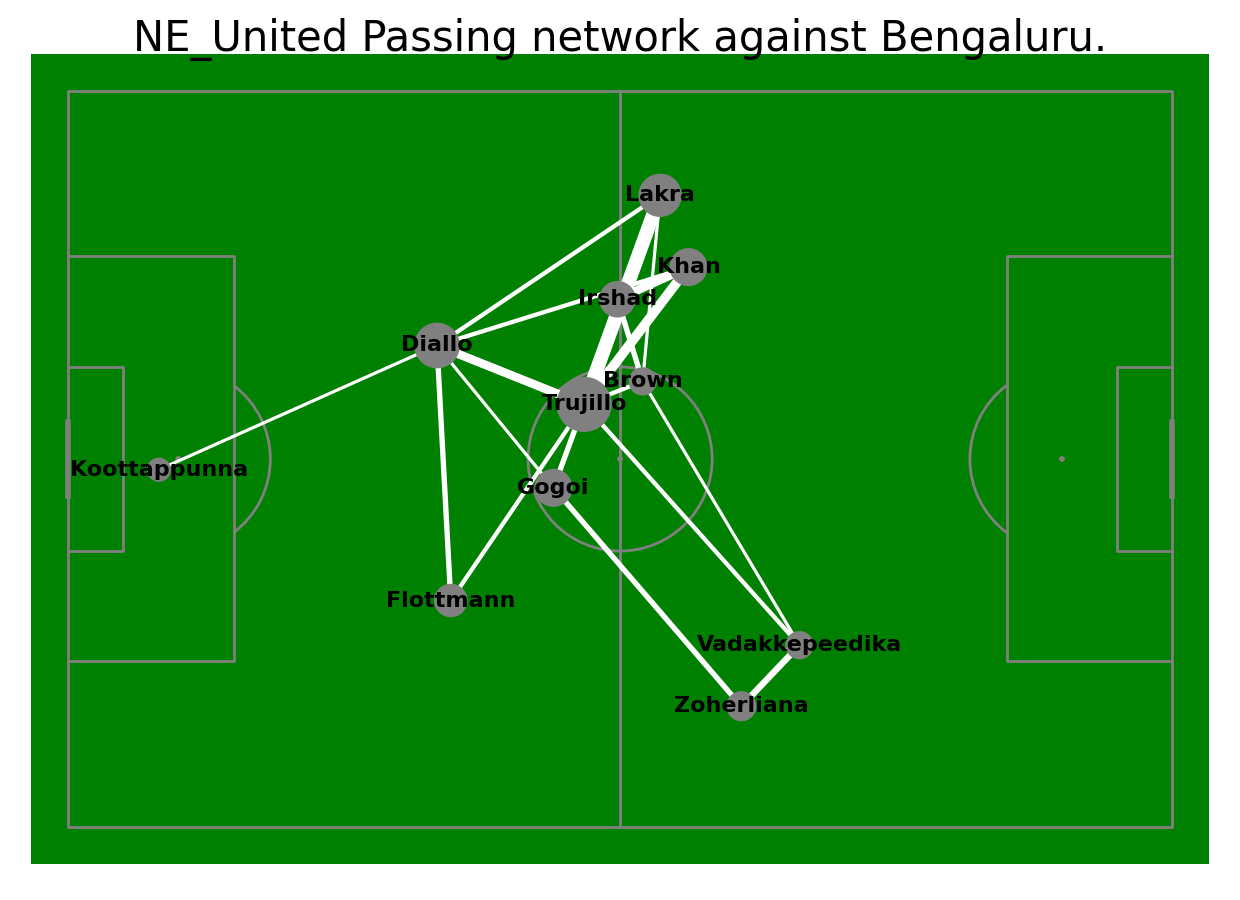 NE_United Passing network against Bengaluru.
Lakra
Khan
Irshad
Diallo
Brown
Trujillo
Koottappunna
Gogoi
Flottmann
Vadakkepeedika
Zoherliana